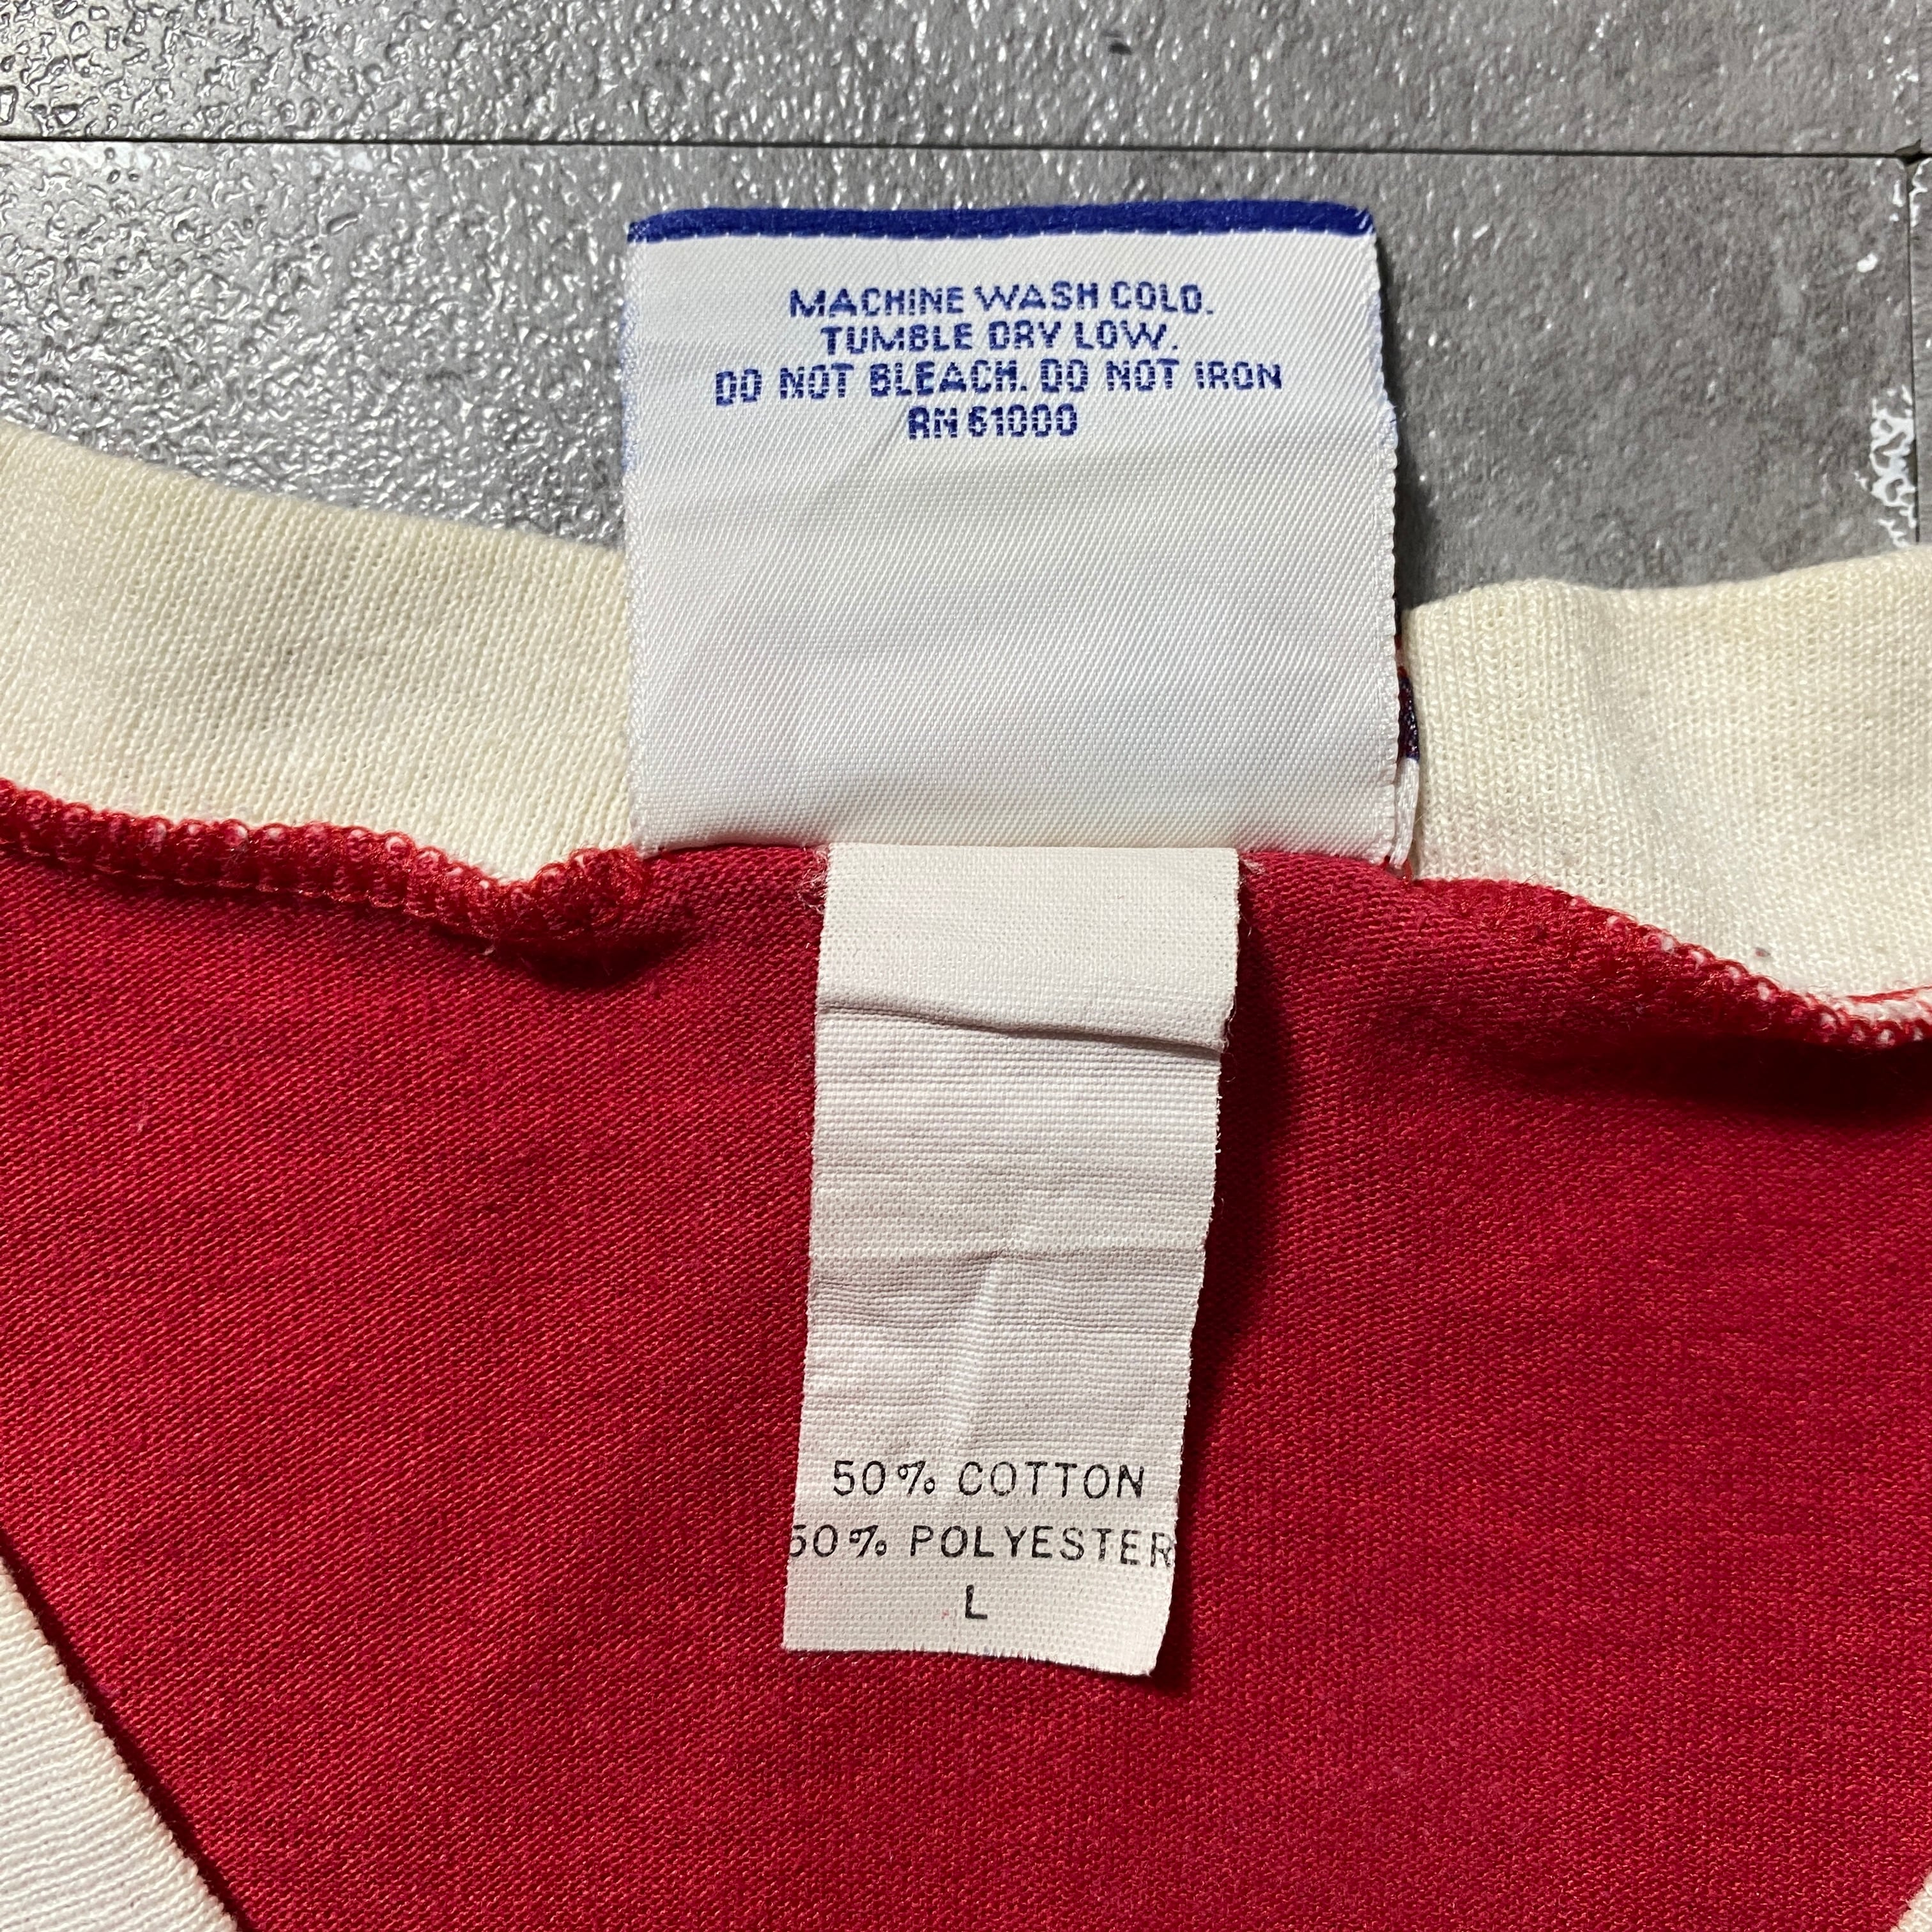 MACHINE WASH COLD.
TUMBLE DRY LOW.
DO NOT BLEACH. DO NOT IRON
RN 61000
50% COTTON
50% POLYESTER
L